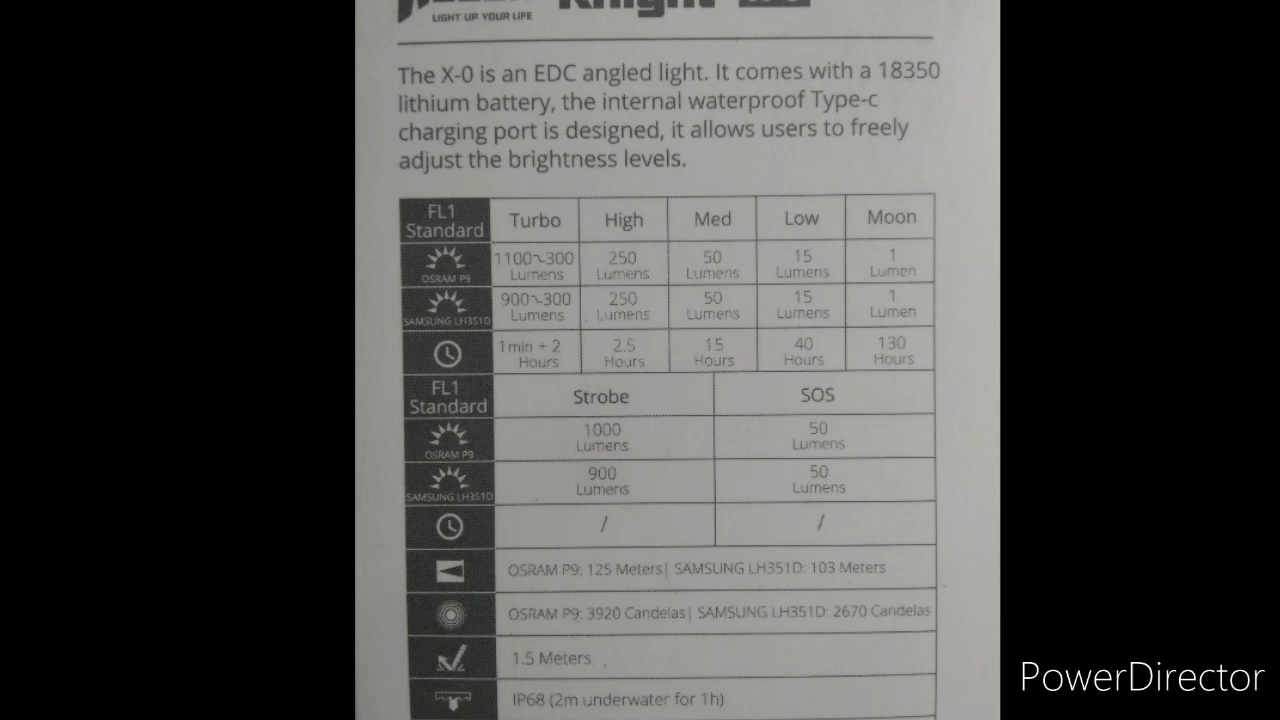 LIGHT UP YOUR LIFE
Knight
The X-0 is an EDC angled light. It comes with a 18350
lithium battery, the internal waterproof Type-c
charging port is designed, it allows users to freely
adjust the brightness levels.
FL1 Standard Turbo High Med Low Moon
OSRAM P9 1100~300 Lumens 250 Lumens 50 Lumens 15 Lumens 1 Lumen
SAMSUNG LH351D 900~300 Lumens 250 Lumens 50 Lumens 15 Lumens 1 Lumen
1min + 2 Hours 2.5 Hours 15 Hours 40 Hours 130 Hours
FL1 Standard Strobe SOS
OSRAM P9 1000 Lumens 50 Lumens
SAMSUNG LH351D 900 Lumens 50 Lumens
/ /
OSRAM P9: 125 Meters| SAMSUNG LH351D: 103 Meters
OSRAM P9: 3920 Candelas| SAMSUNG LH351D: 2670 Candelas
1.5 Meters
IP68 (2m underwater for 1h)
PowerDirector